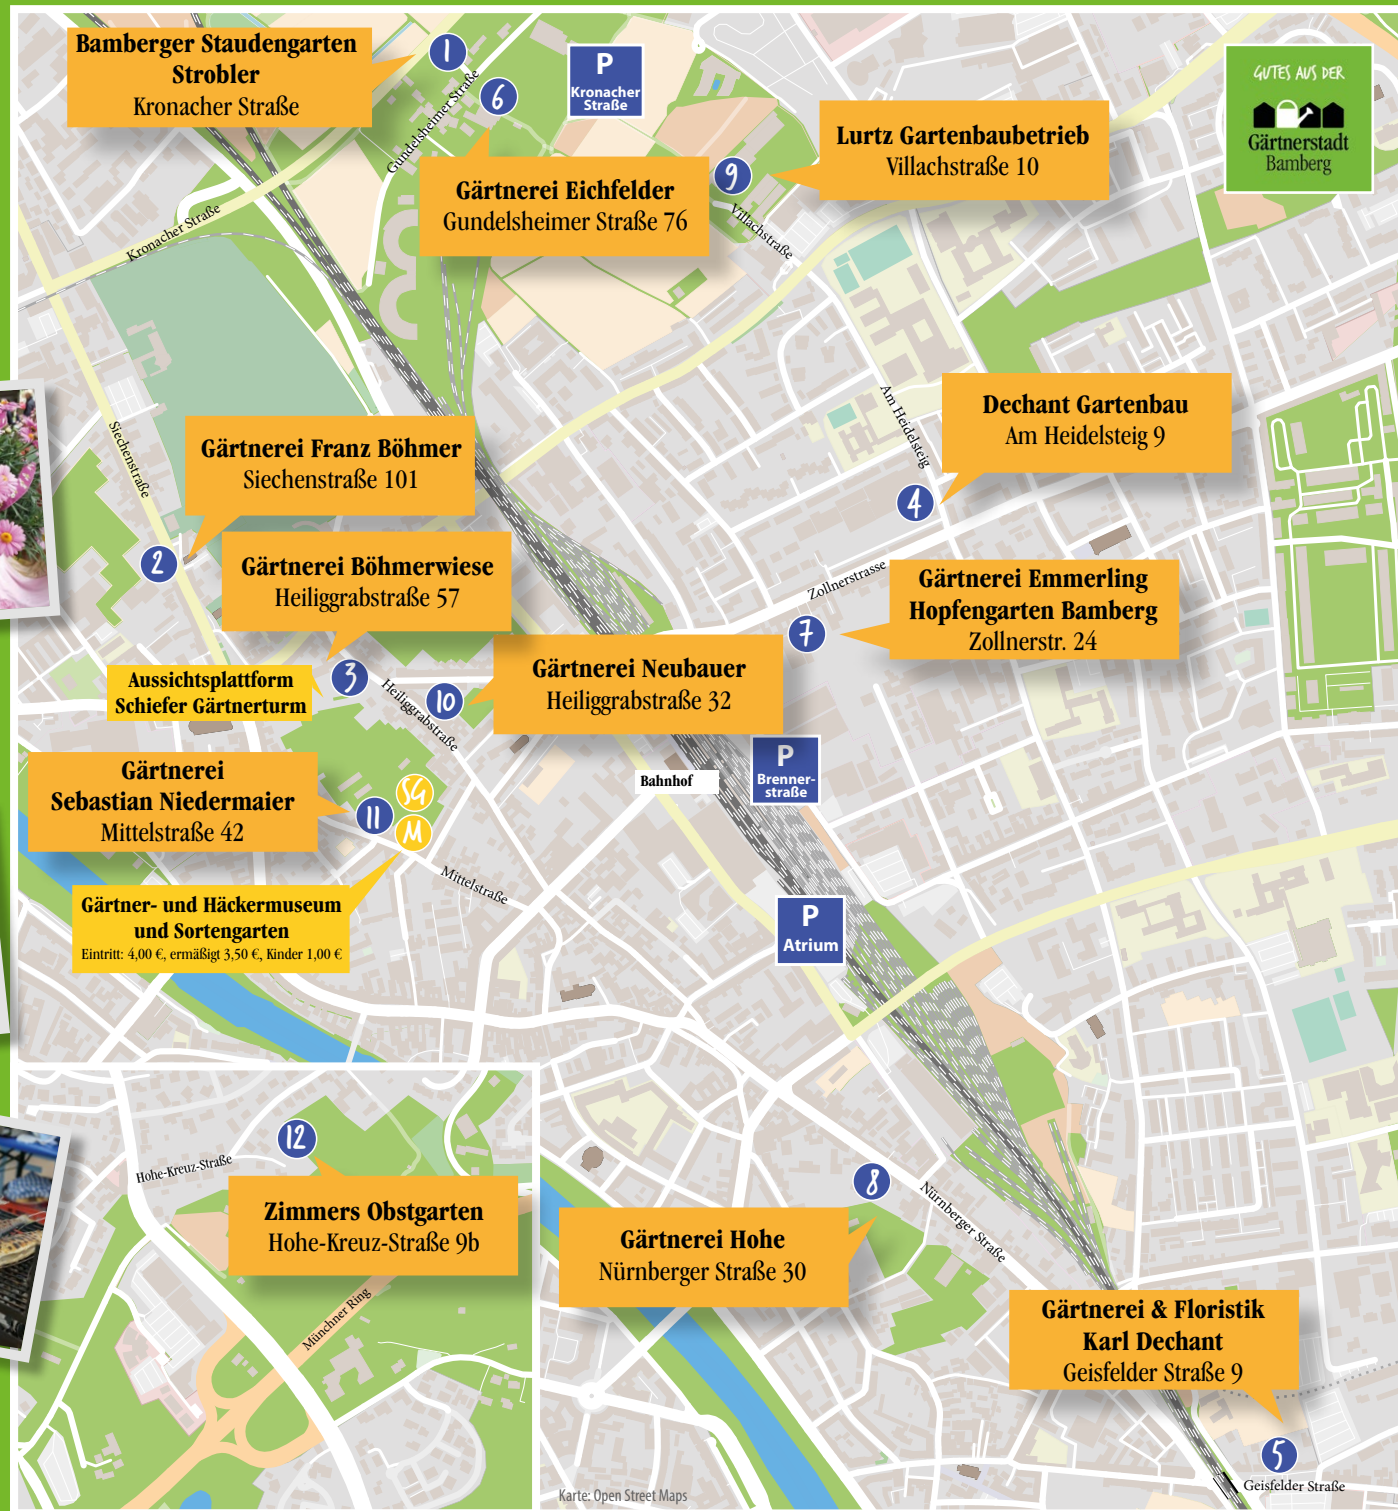 Bamberger Staudengarten
Strobler
Kronacher Straße
1
6
P
Kronacher
Straße
GUTES AUS DER
Gärtnerstadt
Bamberg
Gundelsheimer Straße
Lurtz Gartenbaubetrieb
Villachstraße 10
9
Gärtnerei Eichfelder
Gundelsheimer Straße 76
Villachstraße
Kronacher Straße
Dechant Gartenbau
Am Heidelsteig 9
Am Heidelsteig
4
Siechenstraße
Gärtnerei Franz Böhmer
Siechenstraße 101
2
Gärtnerei Böhmerwiese
Heiliggrabstraße 57
Zollnerstrasse
Gärtnerei Emmerling
Hopfengarten Bamberg
Zollnerstr. 24
7
Aussichtsplattform
Schiefer Gärtnerturm
3
Heiliggrabstraße
10
Gärtnerei Neubauer
Heiliggrabstraße 32
Gärtnerei
Sebastian Niedermaier
Mittelstraße 42
11
SG
M
Bahnhof
P
Brenner-
straße
Mittelstraße
Gärtner- und Häckermuseum
und Sortengarten
Eintritt: 4,00 €, ermäßigt 3,50 €, Kinder 1,00 €
P
Atrium
12
Hohe-Kreuz-Straße
Zimmers Obstgarten
Hohe-Kreuz-Straße 9b
Münchner Ring
8
Nürnberger Straße
Gärtnerei Hohe
Nürnberger Straße 30
Gärtnerei & Floristik
Karl Dechant
Geisfelder Straße 9
5
Geisfelder Straße
Karte: Open Street Maps